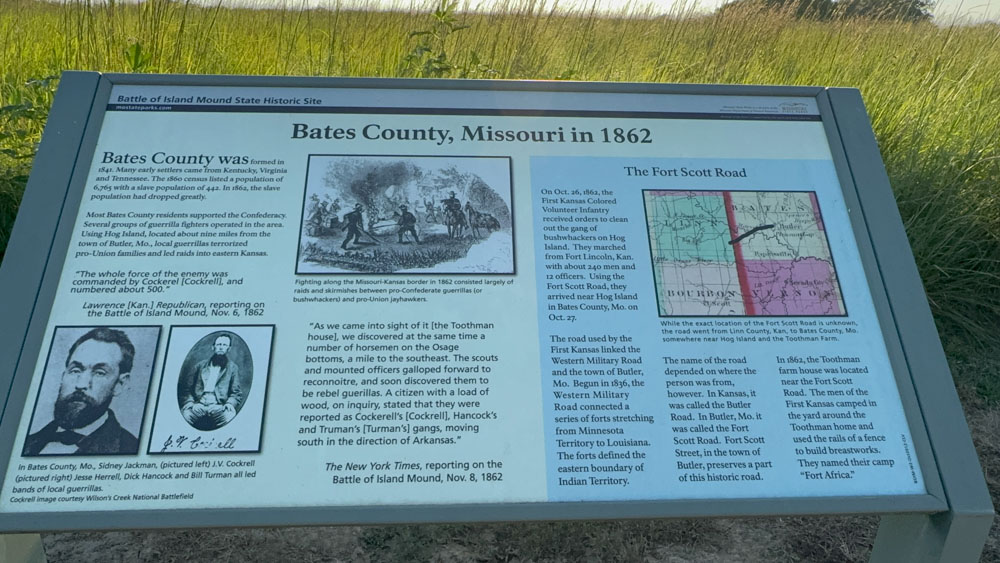 Battle of Island Mound State Historic Site
mostateparks.com
Bates County, Missouri in 1862
Bates County was formed in
1841. Many early settlers came from Kentucky, Virginia
and Tennessee. The 1860 census listed a population of
6,765 with a slave population of 442. In 1862, the slave
population had dropped greatly.
Most Bates County residents supported the Confederacy.
Several groups of guerrilla fighters operated in the area.
Using Hog Island, located about nine miles from the
town of Butler, Mo., local guerrillas terrorized
pro-Union families and led raids into eastern Kansas.
"The whole force of the enemy was
commanded by Cockerel [Cockrell], and
numbered about 500."
Lawrence [Kan.] Republican, reporting on
the Battle of Island Mound, Nov. 6, 1862
In Bates County, Mo., Sidney Jackman, (pictured left) J.V. Cockrell
(pictured right) Jesse Herrell, Dick Hancock and Bill Turman all led
bands of local guerrillas.
Cockrell image courtesy Wilson's Creek National Battlefield
Fighting along the Missouri-Kansas border in 1862 consisted largely of
raids and skirmishes between pro-Confederate guerrillas (or
bushwhackers) and pro-Union jayhawkers.
"As we came into sight of it [the Toothman
house], we discovered at the same time a
number of horsemen on the Osage
bottoms, a mile to the southeast. The scouts
and mounted officers galloped forward to
reconnoitre, and soon discovered them to
be rebel guerillas. A citizen with a load of
wood, on inquiry, stated that they were
reported as Cockerell's [Cockrell], Hancock's
and Truman's [Turman's] gangs, moving
south in the direction of Arkansas."
The New York Times, reporting on the
Battle of Island Mound, Nov. 8, 1862
The Fort Scott Road
On Oct. 26, 1862, the
First Kansas Colored
Volunteer Infantry
received orders to clean
out the gang of
bushwhackers on Hog
Island. They marched
from Fort Lincoln, Kan.
with about 240 men and
12 officers. Using the
Fort Scott Road, they
arrived near Hog Island
in Bates County, Mo. on
Oct. 27.
The road used by the
First Kansas linked the
Western Military Road
and the town of Butler,
Mo. Begun in 1836, the
Western Military
Road connected a
series of forts stretching
from Minnesota
Territory to Louisiana.
The forts defined the
eastern boundary of
Indian Territory.
BATES
Butler
BOURBON
VERNON
While the exact location of the Fort Scott Road is unknown,
the road went from Linn County, Kan, to Bates County, Mo.
somewhere near Hog Island and the Toothman Farm.
The name of the road
depended on where the
person was from,
however. In Kansas, it
was called the Butler
Road. In Butler, Mo. it
was called the Fort
Scott Road. Fort Scott
Street, in the town of
Butler, preserves a part
of this historic road.
In 1862, the Toothman
farm house was located
near the Fort Scott
Road. The men of the
First Kansas camped in
the yard around the
Toothman home and
used the rails of a fence
to build breastworks.
They named their camp
"Fort Africa."